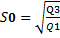 S0 = √(Q3/Q1)